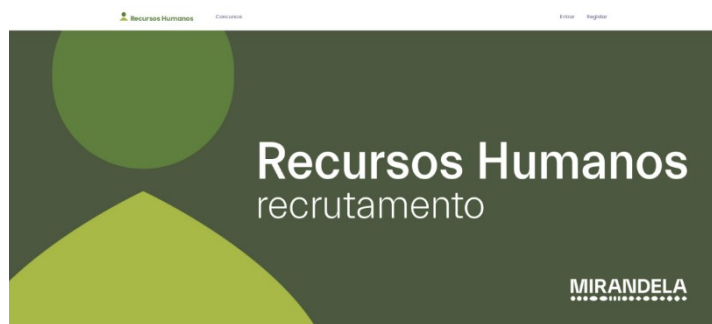 Recursos Humanos
Concursos
Entrar
Registar
Recursos Humanos
recrutamento
MIRANDELA